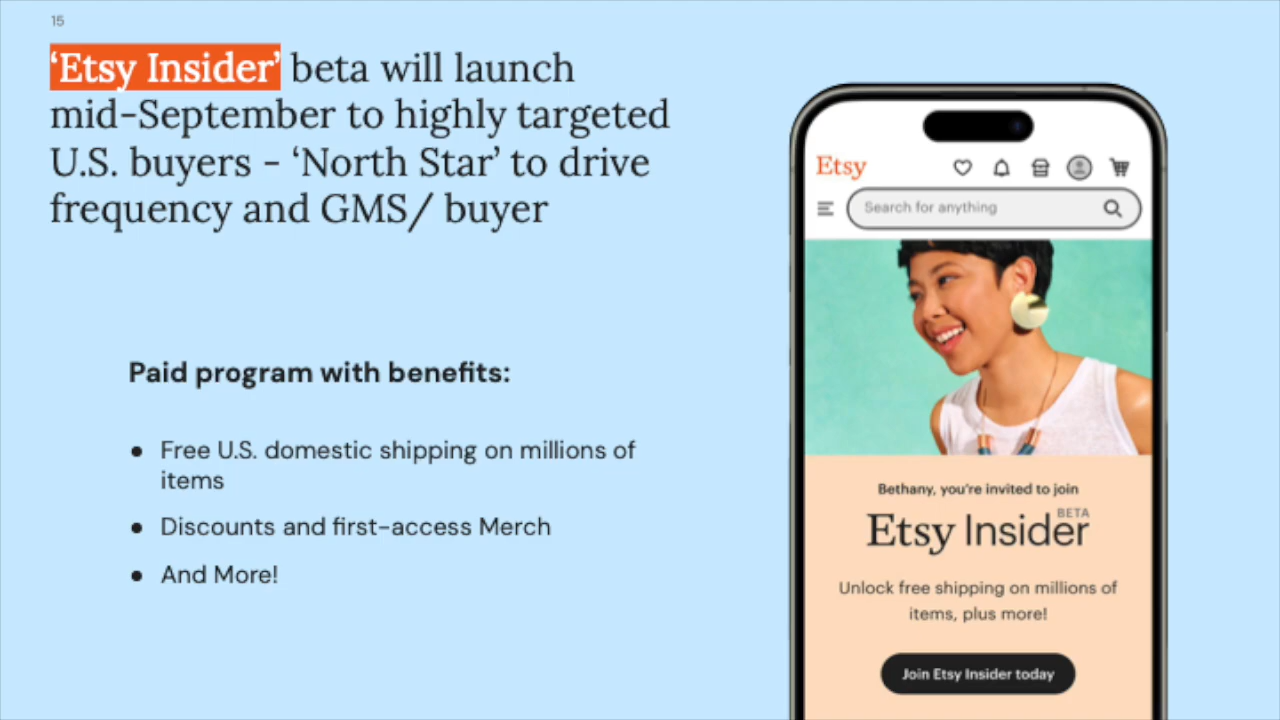 15
‘Etsy Insider’ beta will launch
mid-September to highly targeted
U.S. buyers - ‘North Star’ to drive
frequency and GMS/ buyer
Paid program with benefits:
● Free U.S. domestic shipping on millions of
items
● Discounts and first-access Merch
● And More!
Etsy
Search for anything
Bethany, you're invited to join
Etsy Insider BETA
Unlock free shipping on millions of
items, plus more!
Join Etsy Insider today